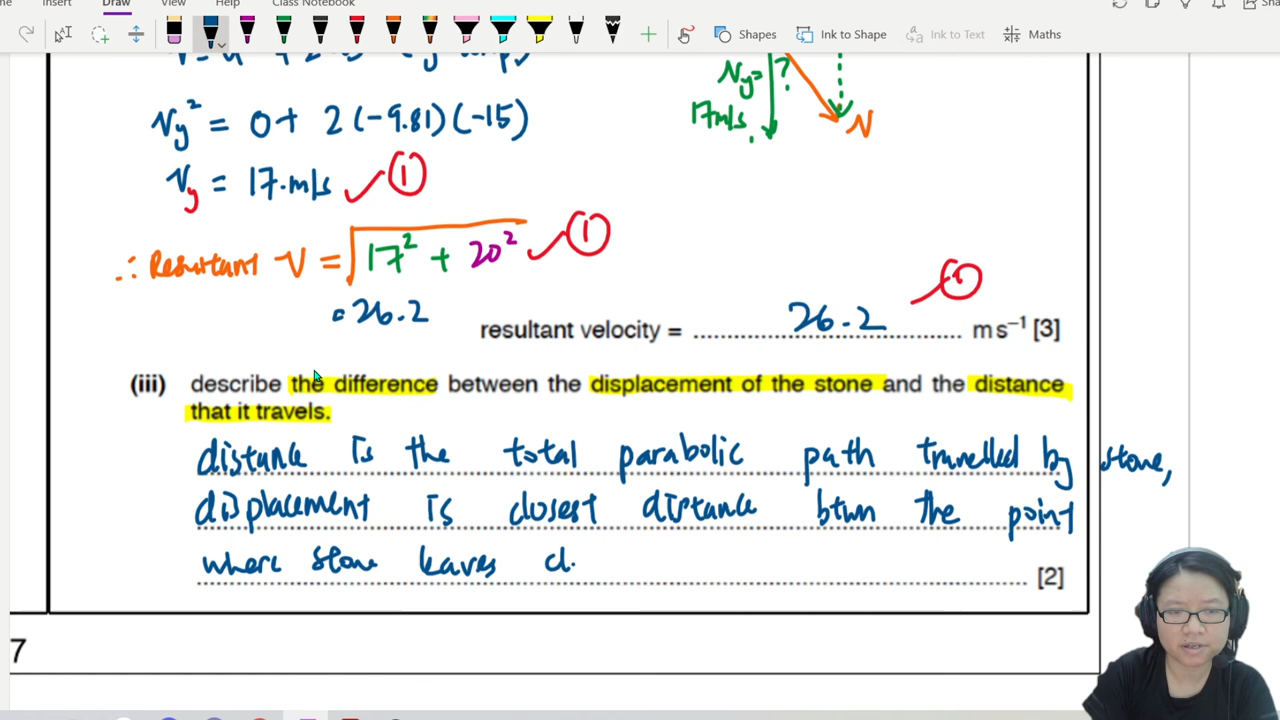 Insert Draw History Review View Help Class Notebook
Shapes Ink to Shape Ink to Text Maths
Vy² = 0 + 2(-9.81)(-15)
Vy = 17 m/s ✓ ①
Vy = ?
17m/s
V
∴ Resultant V = √17² + 20² ✓ ①
= 26.2
26.2
resultant velocity = ............ m s⁻¹ [3]
(iii) describe the difference between the displacement of the stone and the distance
that it travels.
distance is the total parabolic path travelled by stone,
displacement is closest distance btwn the point
where stone leaves cl.
[2]
7